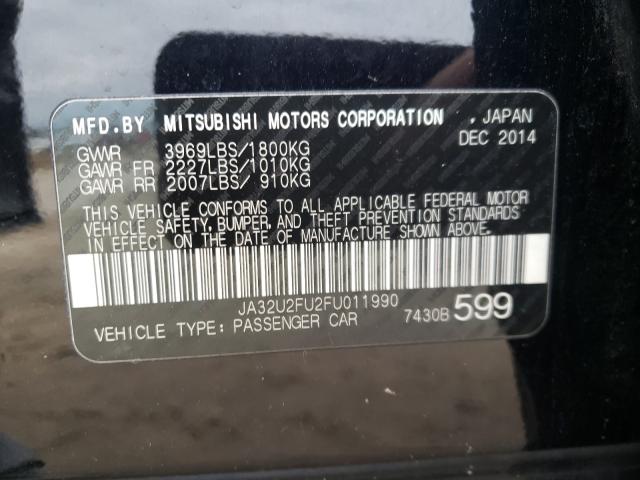 MFD.BY MITSUBISHI MOTORS CORPORATION , JAPAN
DEC 2014
GVWR 3969LBS/1800KG
GAWR FR 2227LBS/1010KG
GAWR RR 2007LBS/ 910KG
THIS VEHICLE CONFORMS TO ALL APPLICABLE FEDERAL MOTOR
VEHICLE SAFETY, BUMPER, AND THEFT PREVENTION STANDARDS
IN EFFECT ON THE DATE OF MANUFACTURE SHOWN ABOVE.
JA32U2FU2FU011990
VEHICLE TYPE: PASSENGER CAR 7430B 599